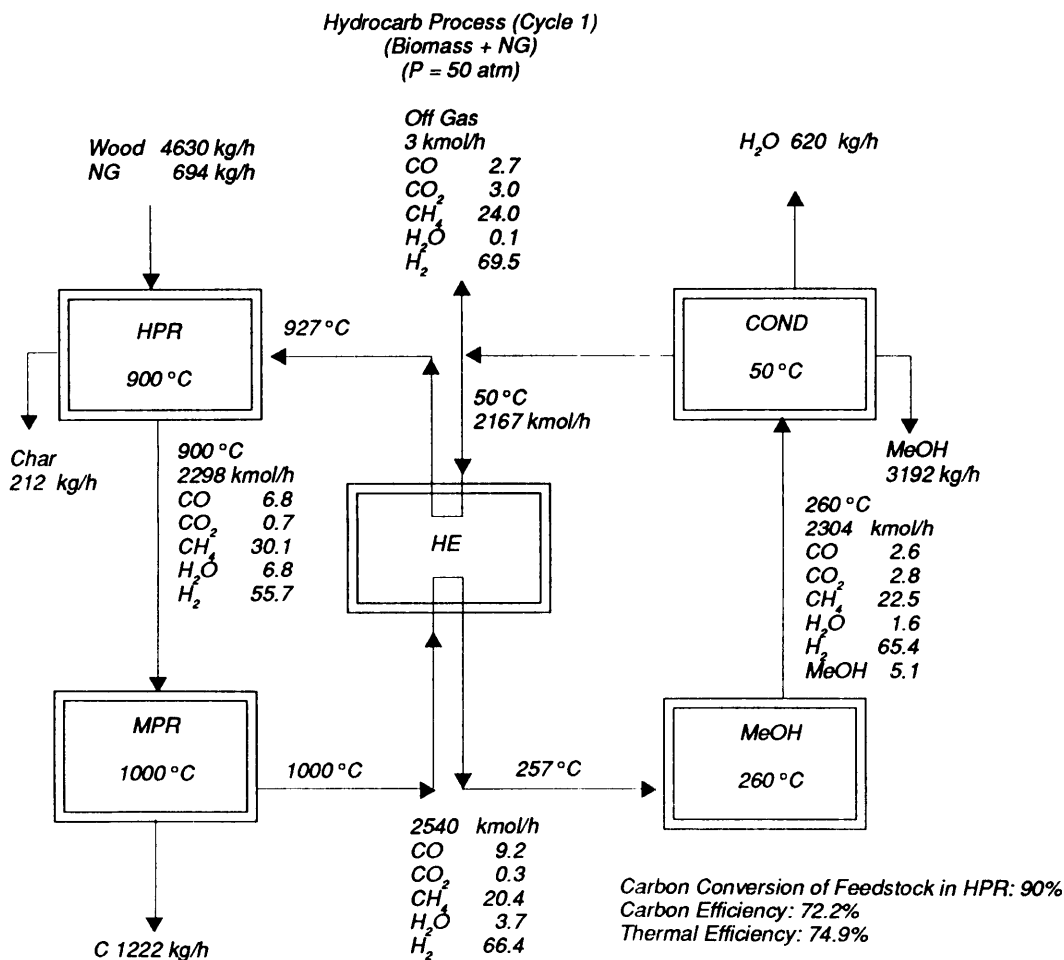 Hydrocarb Process (Cycle 1)
(Biomass + NG)
(P = 50 atm)
Off Gas
3 kmol/h
CO 2.7
CO₂ 3.0
CH₄ 24.0
H₂O 0.1
H₂ 69.5
Wood 4630 kg/h
NG 694 kg/h
H₂O 620 kg/h
HPR
900 °C
927 °C
COND
50 °C
50 °C
2167 kmol/h
Char
212 kg/h
900 °C
2298 kmol/h
CO 6.8
CO₂ 0.7
CH₄ 30.1
H₂O 6.8
H₂ 55.7
HE
MeOH
3192 kg/h
260 °C
2304 kmol/h
CO 2.6
CO₂ 2.8
CH₄ 22.5
H₂O 1.6
H₂ 65.4
MeOH 5.1
MPR
1000 °C
1000 °C
257 °C
MeOH
260 °C
2540 kmol/h
CO 9.2
CO₂ 0.3
CH₄ 20.4
H₂O 3.7
H₂ 66.4
C 1222 kg/h
Carbon Conversion of Feedstock in HPR: 90%
Carbon Efficiency: 72.2%
Thermal Efficiency: 74.9%